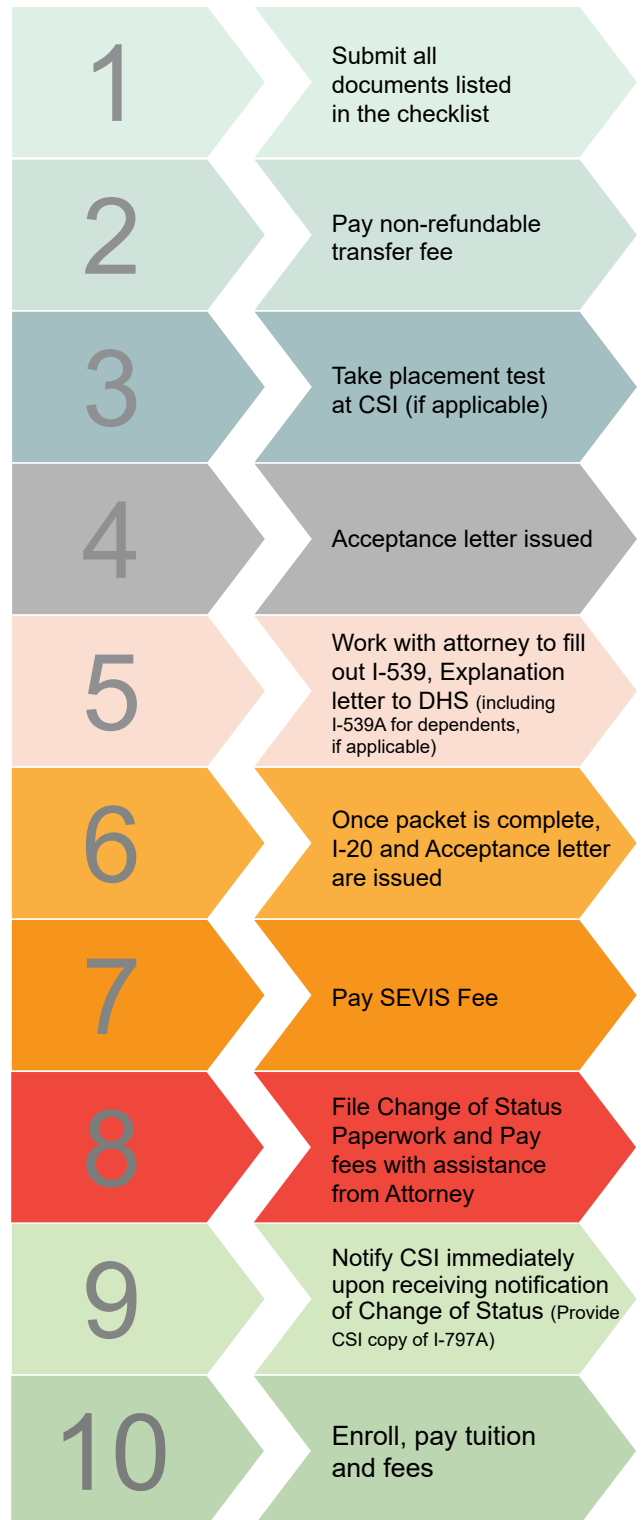 1
Submit all
documents listed
in the checklist
2
Pay non-refundable
transfer fee
3
Take placement test
at CSI (if applicable)
4
Acceptance letter issued
5
Work with attorney to fill
out I-539, Explanation
letter to DHS (including
I-539A for dependents,
if applicable)
6
Once packet is complete,
I-20 and Acceptance letter
are issued
7
Pay SEVIS Fee
8
File Change of Status
Paperwork and Pay
fees with assistance
from Attorney
9
Notify CSI immediately
upon receiving notification
of Change of Status (Provide
CSI copy of I-797A)
10
Enroll, pay tuition
and fees